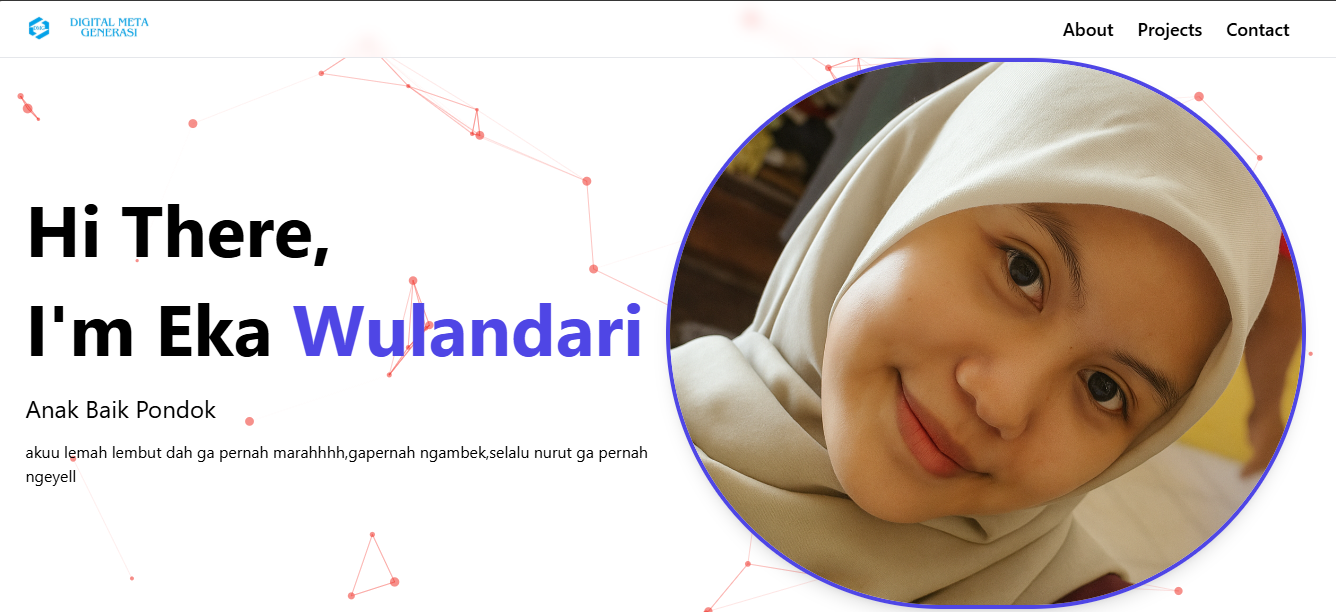 DIGITAL META
GENERASI
About Projects Contact
Hi There,
I'm Eka Wulandari
Anak Baik Pondok
akuu lemah lembut dah ga pernah marahhhh,gapernah ngambek,selalu nurut ga pernah
ngeyell